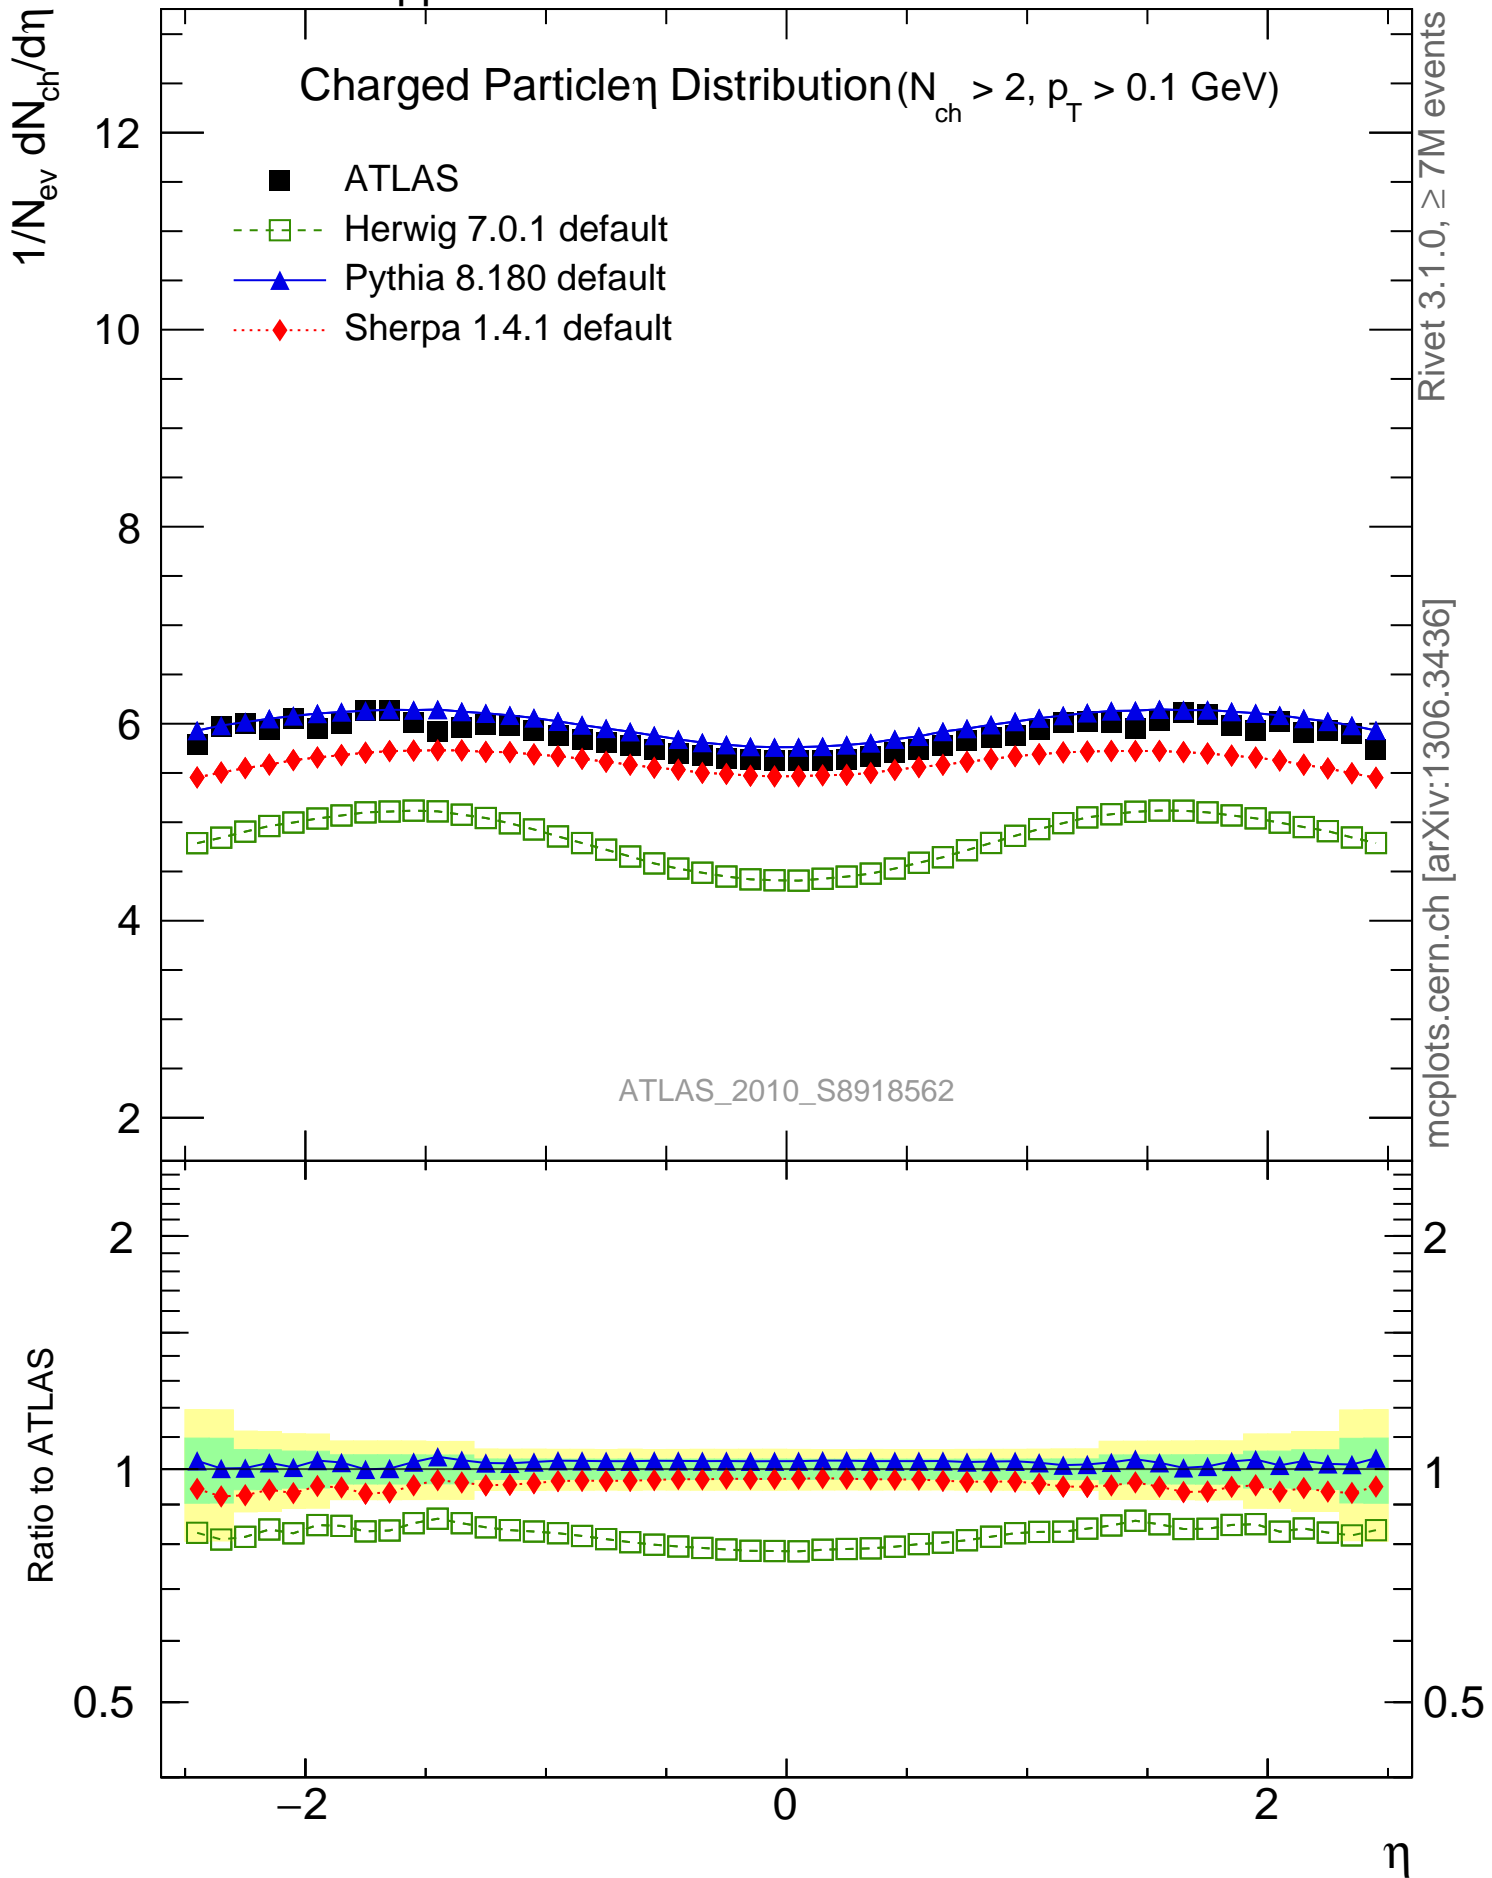 pp
Charged Particle η Distribution (N_ch > 2, p_T > 0.1 GeV)
1/N_ev dN_ch/dη
ATLAS
Herwig 7.0.1 default
Pythia 8.180 default
Sherpa 1.4.1 default
12
10
8
6
4
2
ATLAS_2010_S8918562
Rivet 3.1.0, ≥ 7M events
mcplots.cern.ch [arXiv:1306.3436]
Ratio to ATLAS
2
1
0.5
2
1
0.5
−2
0
2
η